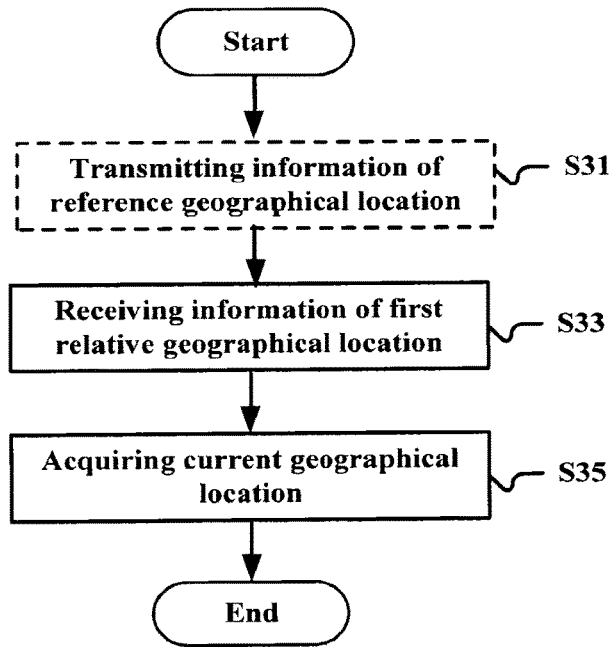 Start
Transmitting information of
reference geographical location
S31
Receiving information of first
relative geographical location
S33
Acquiring current geographical
location
S35
End